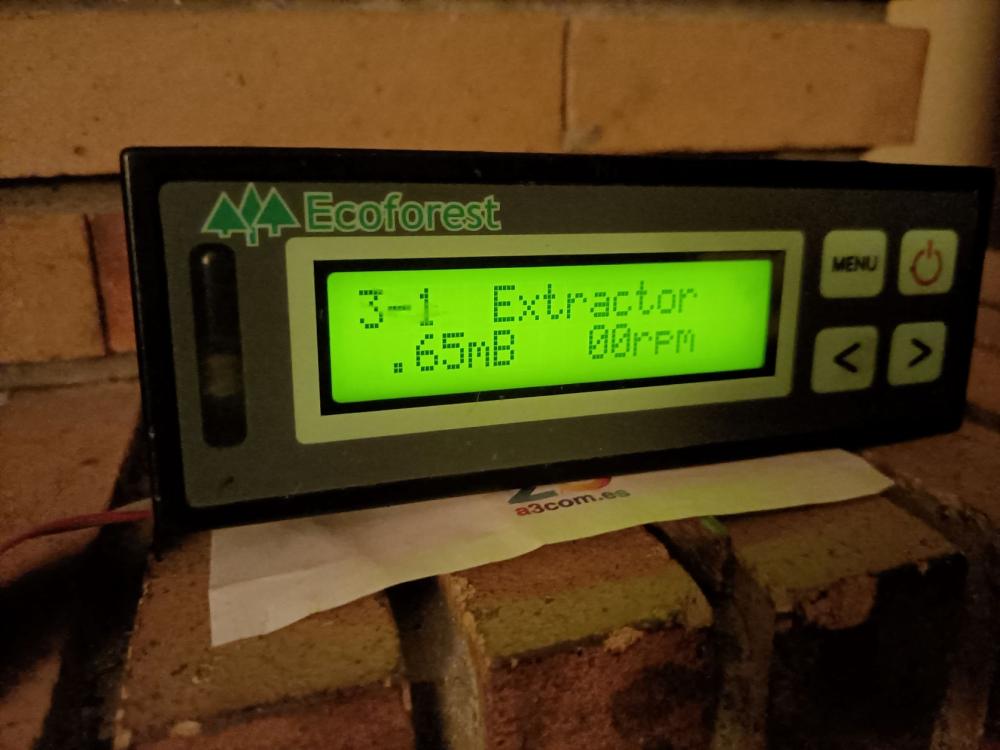 Ecoforest
3-1 Extractor
.65mB 00rpm
MENU
<
>
a3com.es